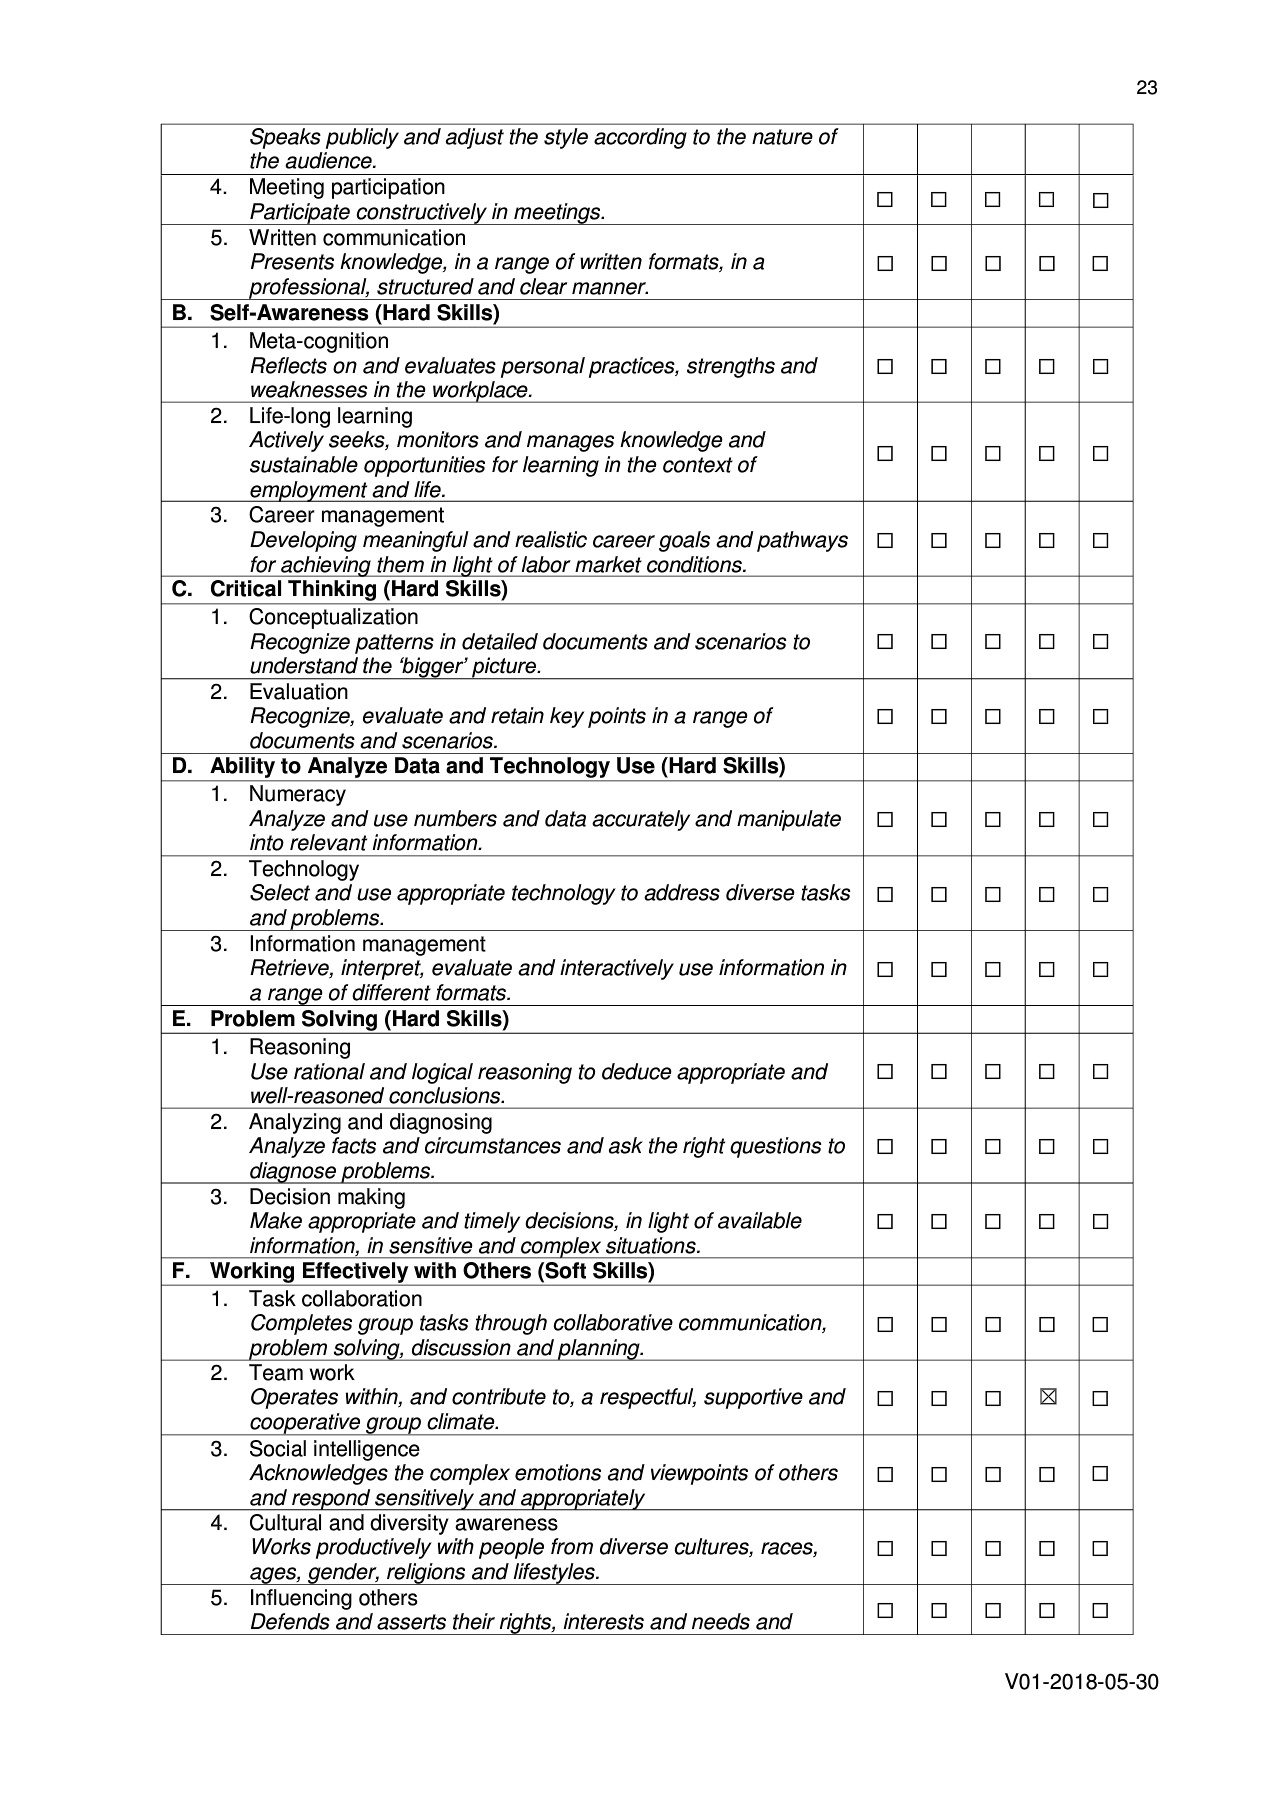 23
Speaks publicly and adjust the style according to the nature of
the audience.
4. Meeting participation
Participate constructively in meetings.
☐ ☐ ☐ ☐ ☐
5. Written communication
Presents knowledge, in a range of written formats, in a
professional, structured and clear manner.
☐ ☐ ☐ ☐ ☐
B. Self-Awareness (Hard Skills)
1. Meta-cognition
Reflects on and evaluates personal practices, strengths and
weaknesses in the workplace.
☐ ☐ ☐ ☐ ☐
2. Life-long learning
Actively seeks, monitors and manages knowledge and
sustainable opportunities for learning in the context of
employment and life.
☐ ☐ ☐ ☐ ☐
3. Career management
Developing meaningful and realistic career goals and pathways
for achieving them in light of labor market conditions.
☐ ☐ ☐ ☐ ☐
C. Critical Thinking (Hard Skills)
1. Conceptualization
Recognize patterns in detailed documents and scenarios to
understand the ‘bigger’ picture.
☐ ☐ ☐ ☐ ☐
2. Evaluation
Recognize, evaluate and retain key points in a range of
documents and scenarios.
☐ ☐ ☐ ☐ ☐
D. Ability to Analyze Data and Technology Use (Hard Skills)
1. Numeracy
Analyze and use numbers and data accurately and manipulate
into relevant information.
☐ ☐ ☐ ☐ ☐
2. Technology
Select and use appropriate technology to address diverse tasks
and problems.
☐ ☐ ☐ ☐ ☐
3. Information management
Retrieve, interpret, evaluate and interactively use information in
a range of different formats.
☐ ☐ ☐ ☐ ☐
E. Problem Solving (Hard Skills)
1. Reasoning
Use rational and logical reasoning to deduce appropriate and
well-reasoned conclusions.
☐ ☐ ☐ ☐ ☐
2. Analyzing and diagnosing
Analyze facts and circumstances and ask the right questions to
diagnose problems.
☐ ☐ ☐ ☐ ☐
3. Decision making
Make appropriate and timely decisions, in light of available
information, in sensitive and complex situations.
☐ ☐ ☐ ☐ ☐
F. Working Effectively with Others (Soft Skills)
1. Task collaboration
Completes group tasks through collaborative communication,
problem solving, discussion and planning.
☐ ☐ ☐ ☐ ☐
2. Team work
Operates within, and contribute to, a respectful, supportive and
cooperative group climate.
☐ ☐ ☐ ☒ ☐
3. Social intelligence
Acknowledges the complex emotions and viewpoints of others
and respond sensitively and appropriately
☐ ☐ ☐ ☐ ☐
4. Cultural and diversity awareness
Works productively with people from diverse cultures, races,
ages, gender, religions and lifestyles.
☐ ☐ ☐ ☐ ☐
5. Influencing others
Defends and asserts their rights, interests and needs and
☐ ☐ ☐ ☐ ☐
V01-2018-05-30